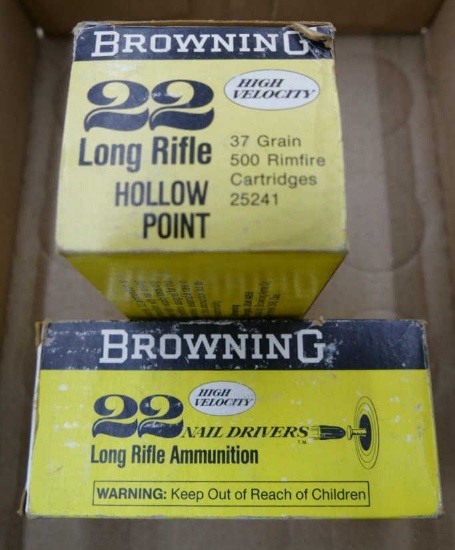 BROWNING
22
HIGH
VELOCITY
Long Rifle
HOLLOW
POINT
37 Grain
500 Rimfire
Cartridges
25241
BROWNING
22
HIGH
VELOCITY
NAIL DRIVERS
T.M.
Long Rifle Ammunition
WARNING: Keep Out of Reach of Children